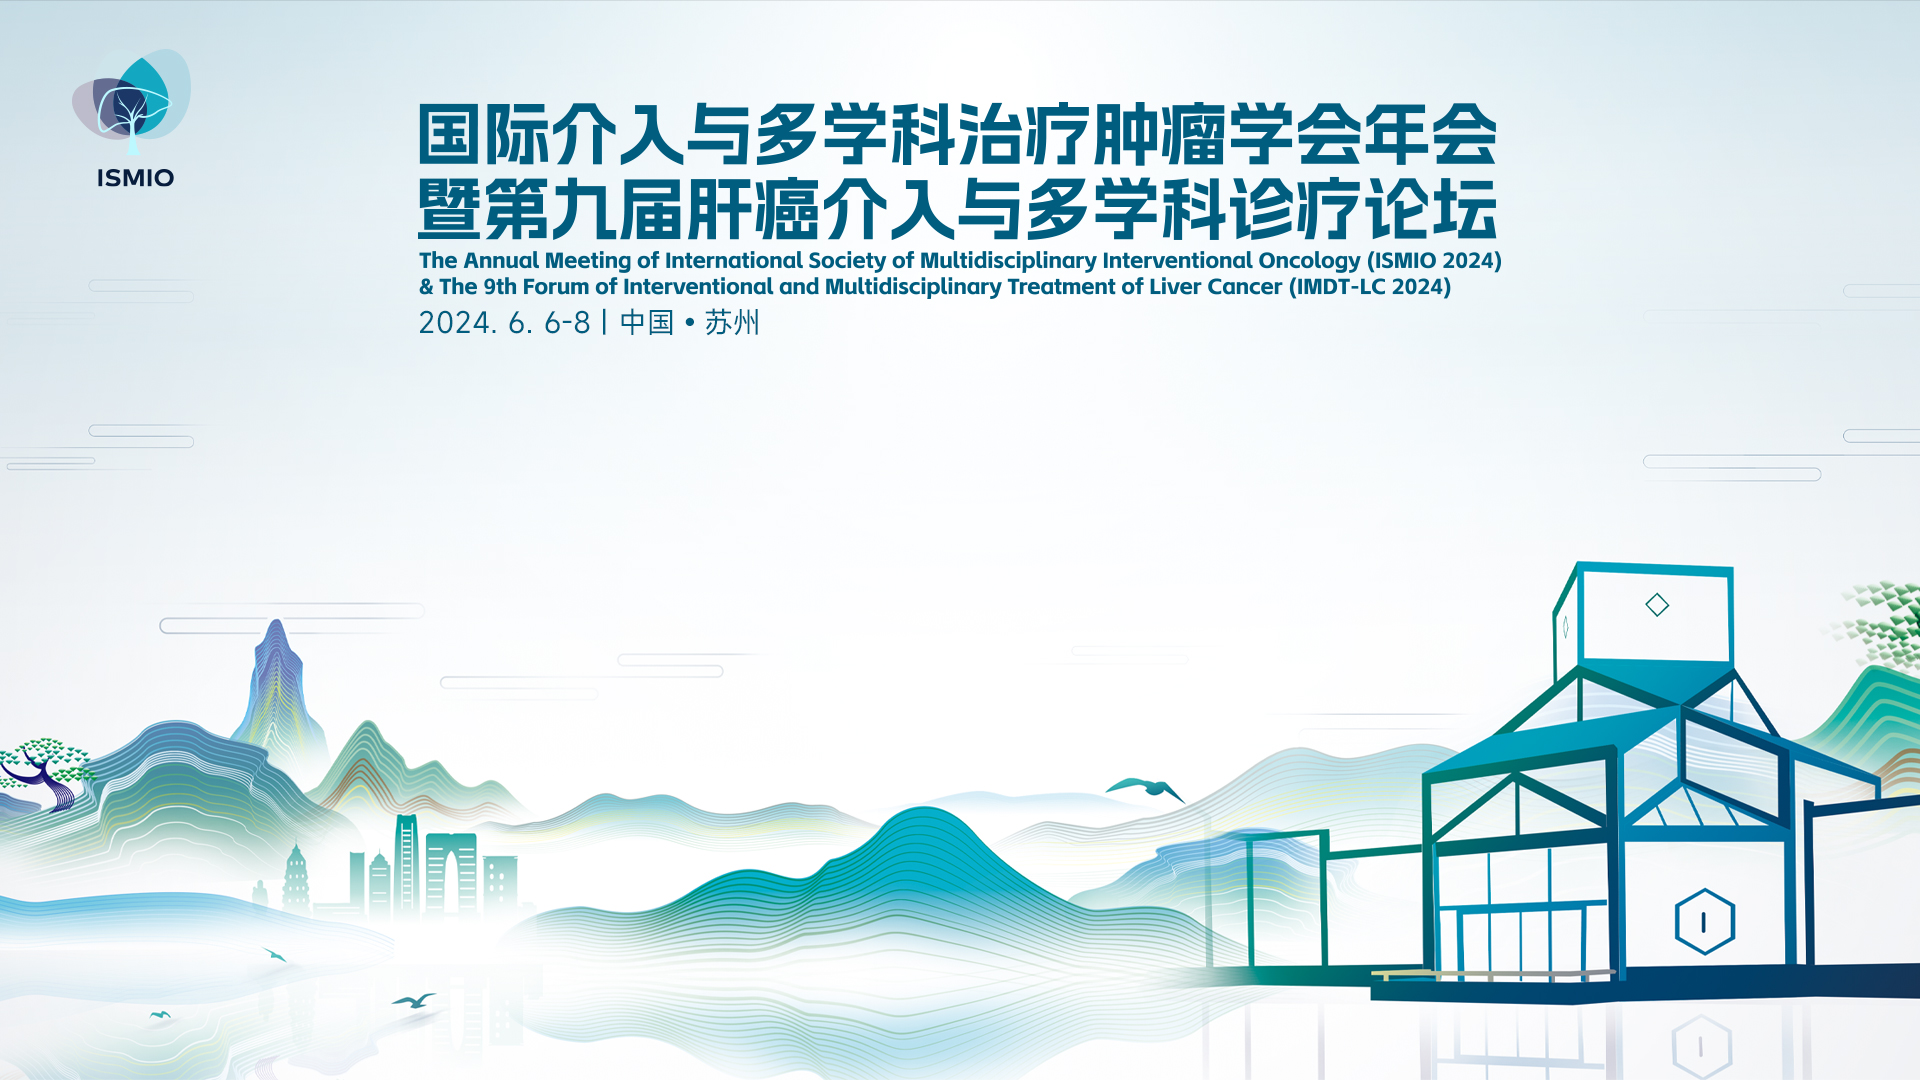 ISMIO
国际介入与多学科治疗肿瘤学会年会
暨第九届肝癌介入与多学科诊疗论坛
The Annual Meeting of International Society of Multidisciplinary Interventional Oncology (ISMIO 2024)
& The 9th Forum of Interventional and Multidisciplinary Treatment of Liver Cancer (IMDT-LC 2024)
2024. 6. 6-8 | 中国 • 苏州